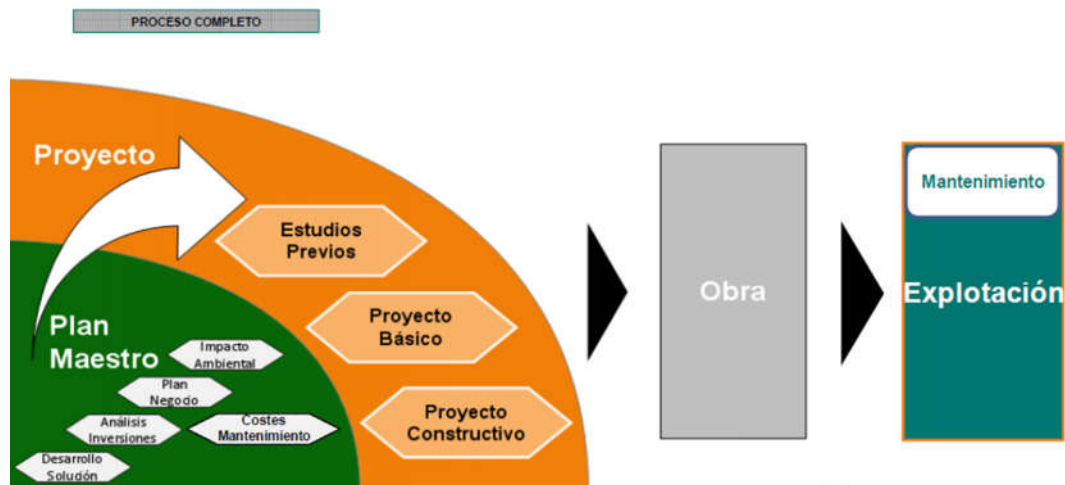 PROCESO COMPLETO
Proyecto
Estudios
Previos
Proyecto
Básico
Proyecto
Constructivo
Plan
Maestro
Impacto
Ambiental
Plan
Negocio
Análisis
Inversiones
Costes
Mantenimiento
Desarrollo
Solución
Obra
Mantenimiento
Explotación